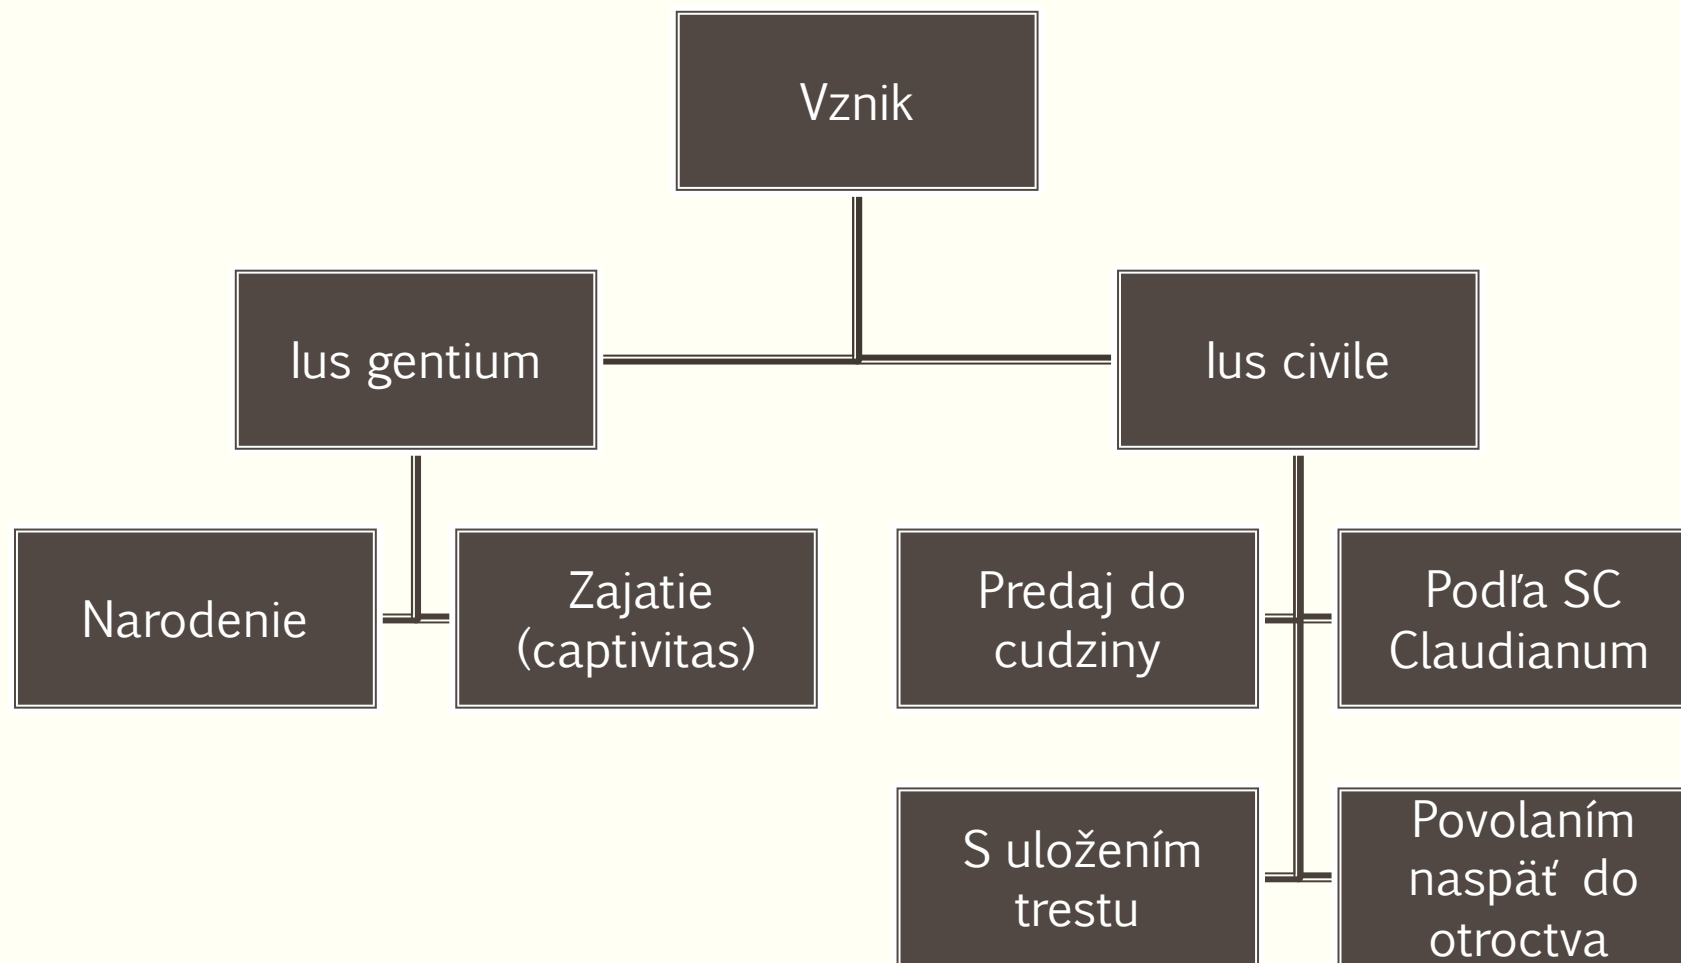 Vznik
Ius gentium
Ius civile
Narodenie
Zajatie
(captivitas)
Predaj do
cudziny
Podľa SC
Claudianum
S uložením
trestu
Povolaním
naspäť do
otroctva